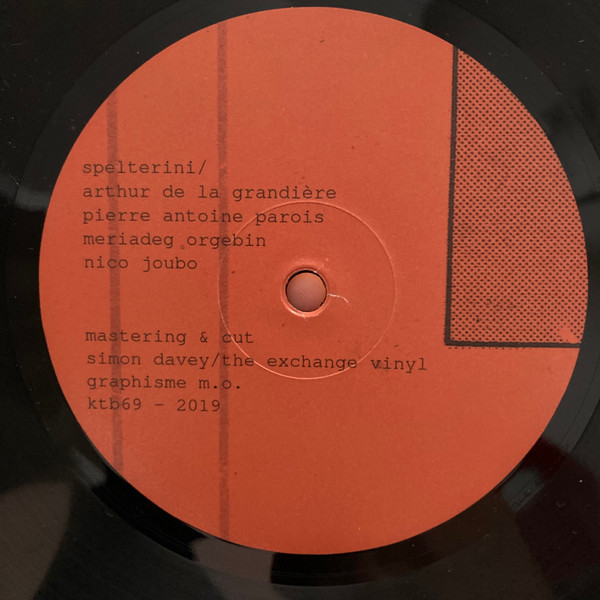 spelterini/
arthur de la grandière
pierre antoine parois
meriadeg orgebin
nico joubo
mastering & cut
simon davey/the exchange vinyl
graphisme m.o.
ktb69 - 2019